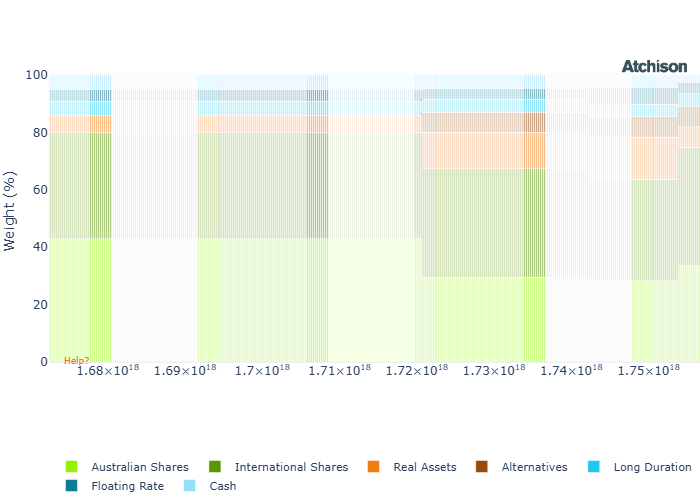 Atchison
100
80
60
40
20
0
Weight (%)
Help?
1.68×10¹⁸ 1.69×10¹⁸ 1.7×10¹⁸ 1.71×10¹⁸ 1.72×10¹⁸ 1.73×10¹⁸ 1.74×10¹⁸ 1.75×10¹⁸
Australian Shares International Shares Real Assets Alternatives Long Duration
Floating Rate Cash